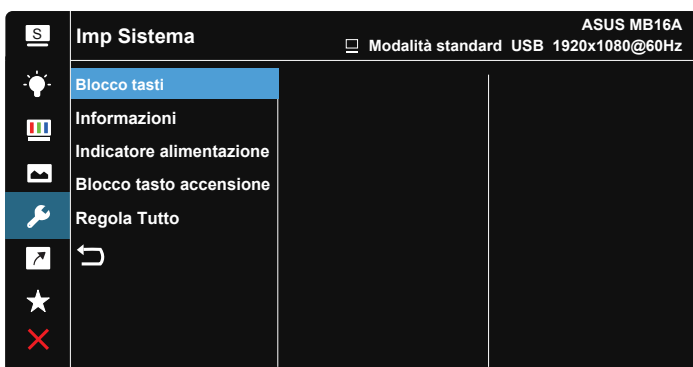 S
Imp Sistema
ASUS MB16A
Modalità standard USB 1920x1080@60Hz
Blocco tasti
Informazioni
Indicatore alimentazione
Blocco tasto accensione
Regola Tutto